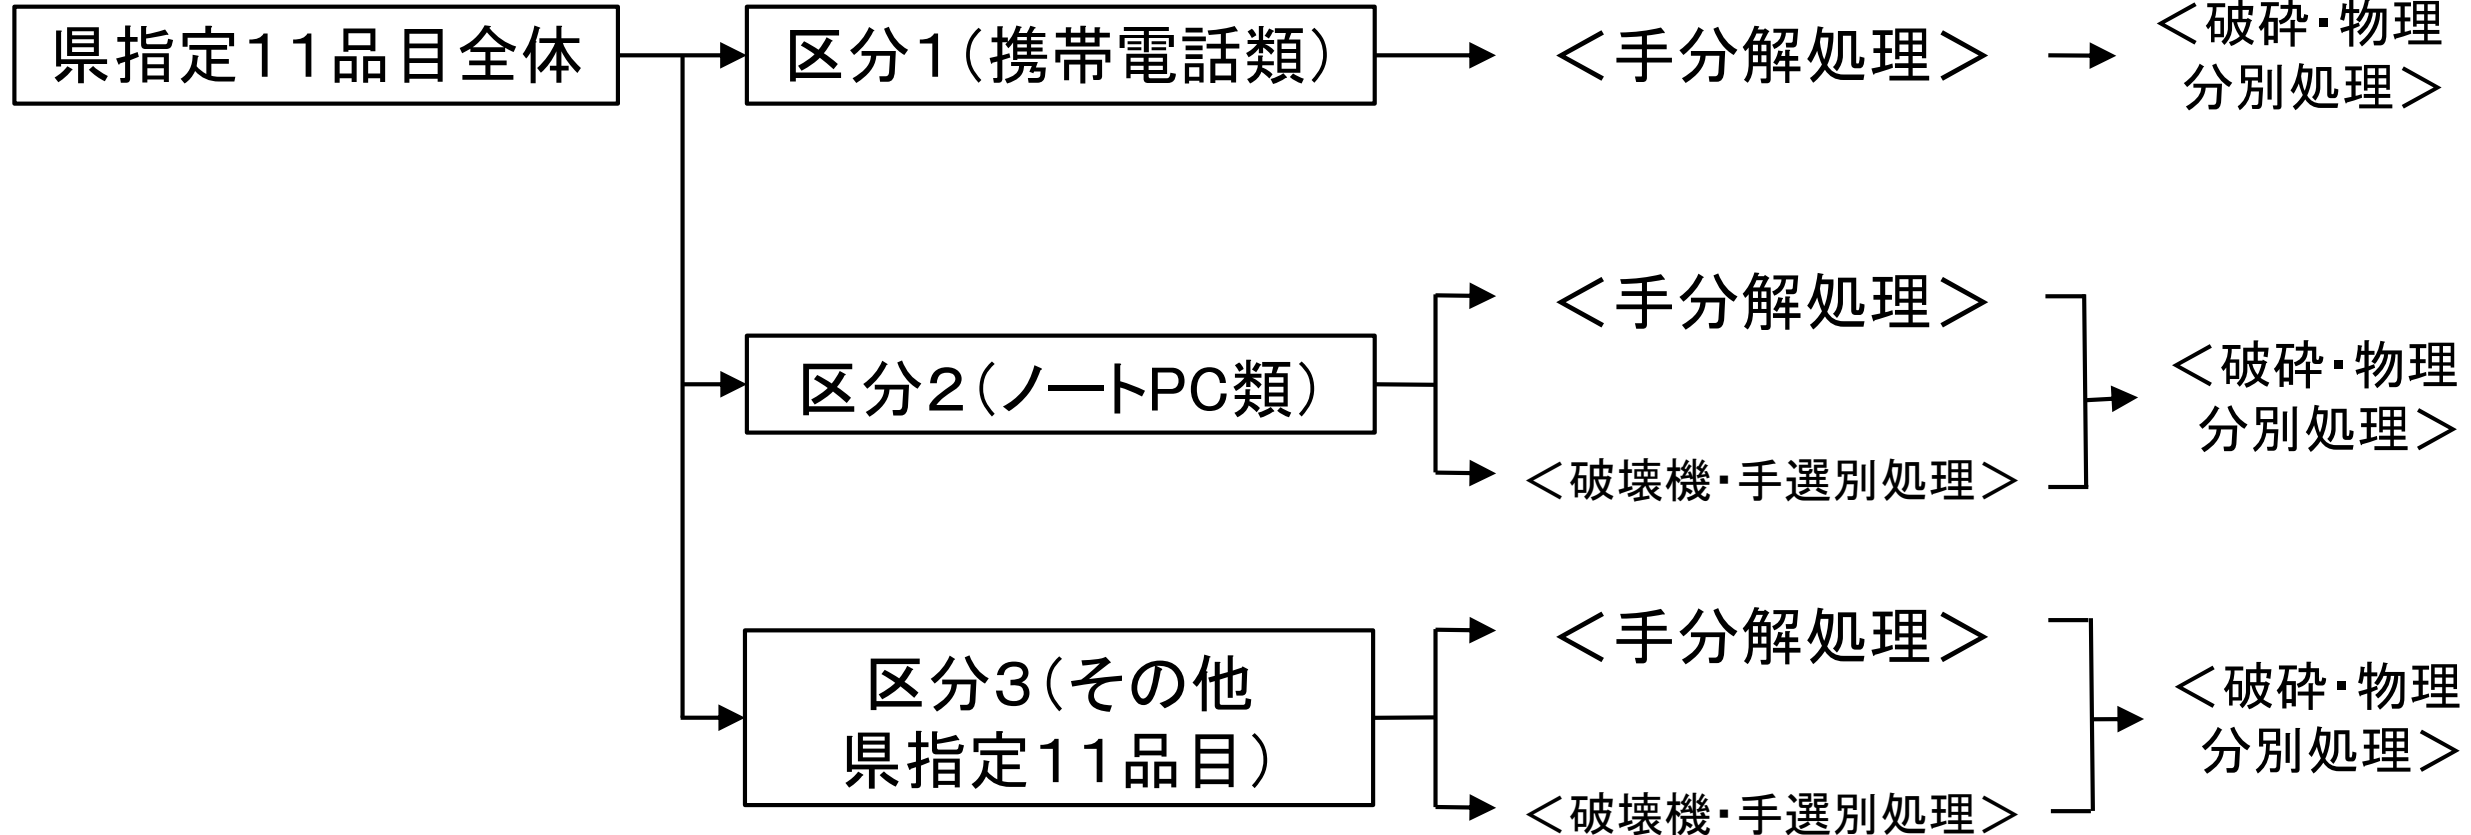 県指定11品目全体
区分1(携帯電話類)
＜手分解処理＞
＜破砕・物理
分別処理＞
区分2(ノートPC類)
＜手分解処理＞
＜破壊機・手選別処理＞
＜破砕・物理
分別処理＞
区分3(その他
県指定11品目)
＜手分解処理＞
＜破壊機・手選別処理＞
＜破砕・物理
分別処理＞